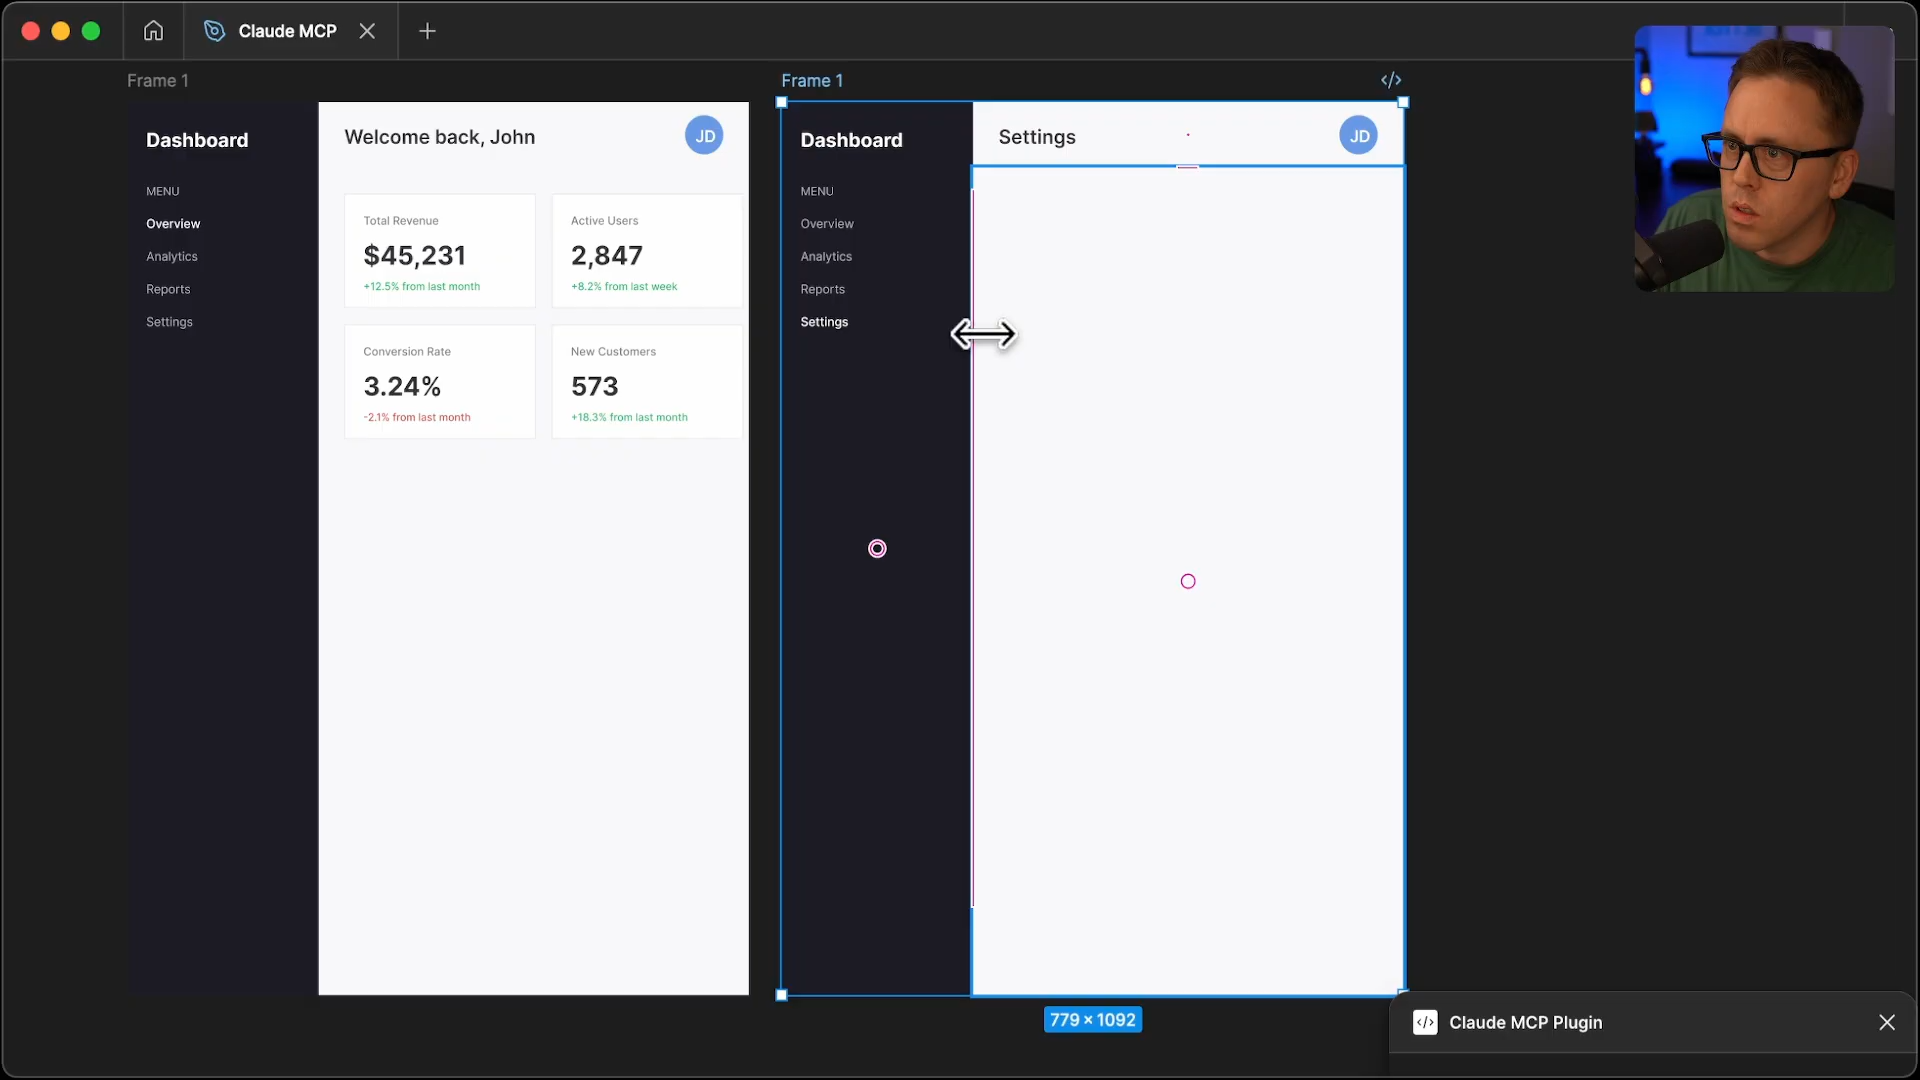 Claude MCP
Frame 1
Dashboard
MENU
Overview
Analytics
Reports
Settings
Welcome back, John
JD
Total Revenue
$45,231
+12.5% from last month
Active Users
2,847
+8.2% from last week
Conversion Rate
3.24%
-2.1% from last month
New Customers
573
+18.3% from last month
Frame 1
Dashboard
MENU
Overview
Analytics
Reports
Settings
Settings
JD
779 × 1092
Claude MCP Plugin